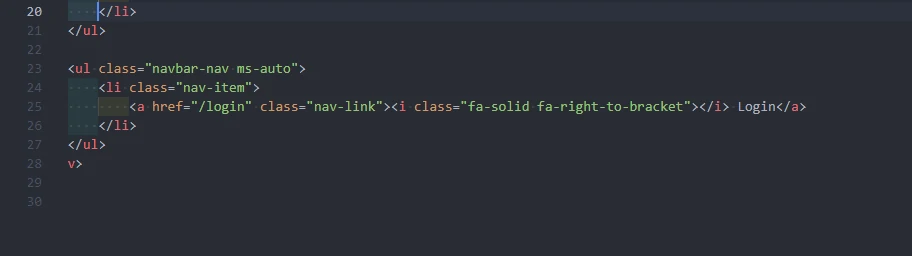 20 </li>
21 </ul>
22
23 <ul class="navbar-nav ms-auto">
24 <li class="nav-item">
25 <a href="/login" class="nav-link"><i class="fa-solid fa-right-to-bracket"></i> Login</a>
26 </li>
27 </ul>
28 v>
29
30